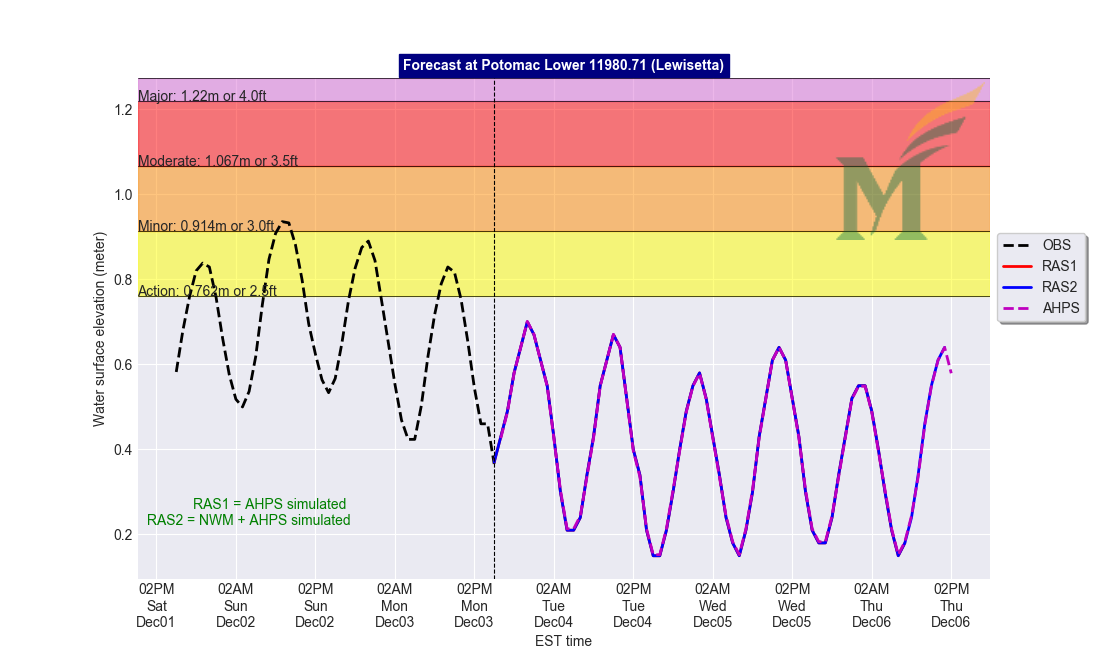 Forecast at Potomac Lower 11980.71 (Lewisetta)
Major: 1.22m or 4.0ft
Moderate: 1.067m or 3.5ft
Minor: 0.914m or 3.0ft
Action: 0.762m or 2.5ft
1.2
1.0
0.8
0.6
0.4
0.2
Water surface elevation (meter)
M
OBS
RAS1
RAS2
AHPS
RAS1 = AHPS simulated
RAS2 = NWM + AHPS simulated
02PM 02AM 02PM 02AM 02PM 02AM 02PM 02AM 02PM 02AM 02PM
Sat Sun Sun Mon Mon Tue Tue Wed Wed Thu Thu
Dec01 Dec02 Dec02 Dec03 Dec03 Dec04 Dec04 Dec05 Dec05 Dec06 Dec06
EST time